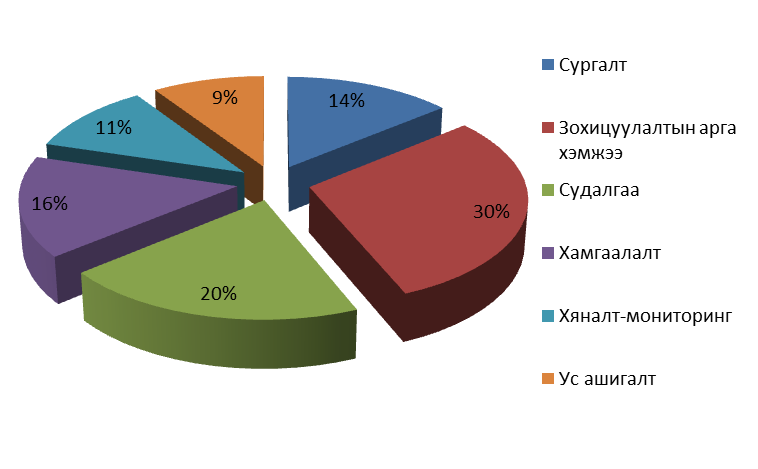 14%
30%
20%
16%
11%
9%
Сургалт
Зохицуулалтын арга
хэмжээ
Судалгаа
Хамгаалалт
Хяналт-мониторинг
Ус ашигалт